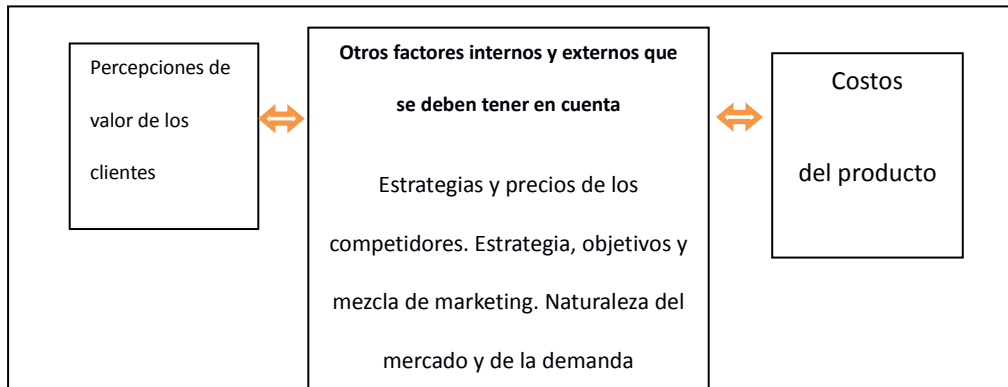 Percepciones de
valor de los
clientes
Otros factores internos y externos que
se deben tener en cuenta
Estrategias y precios de los
competidores. Estrategia, objetivos y
mezcla de marketing. Naturaleza del
mercado y de la demanda
Costos
del producto